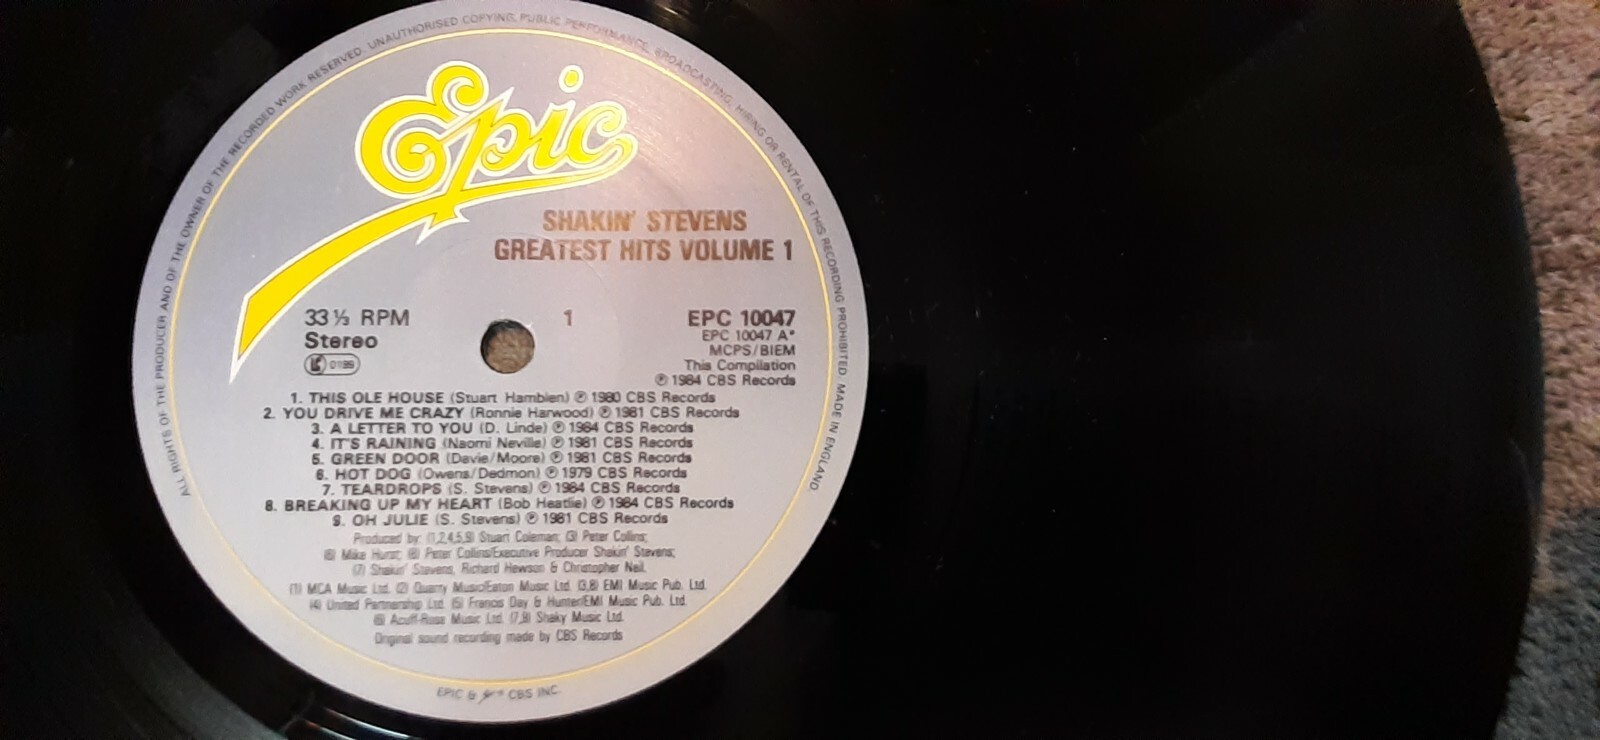 ALL RIGHTS OF THE PRODUCER AND OF THE OWNER OF THE RECORDED WORK RESERVED. UNAUTHORISED COPYING, PUBLIC PERFORMANCE, BROADCASTING, HIRING OR RENTAL OF THIS RECORDING PROHIBITED. MADE IN ENGLAND.
Epic
SHAKIN' STEVENS
GREATEST HITS VOLUME 1
33⅓ RPM
Stereo
0199
1
EPC 10047
EPC 10047 A*
MCPS/BIEM
This Compilation
℗ 1984 CBS Records
1. THIS OLE HOUSE (Stuart Hamblen) ℗ 1980 CBS Records
2. YOU DRIVE ME CRAZY (Ronnie Harwood) ℗ 1981 CBS Records
3. A LETTER TO YOU (D. Linde) ℗ 1984 CBS Records
4. IT'S RAINING (Naomi Neville) ℗ 1981 CBS Records
5. GREEN DOOR (Davie/Moore) ℗ 1981 CBS Records
6. HOT DOG (Owens/Dedmon) ℗ 1979 CBS Records
7. TEARDROPS (S. Stevens) ℗ 1984 CBS Records
8. BREAKING UP MY HEART (Bob Heatlie) ℗ 1984 CBS Records
9. OH JULIE (S. Stevens) ℗ 1981 CBS Records
Produced by: (1,2,4,5,9) Stuart Coleman; (3) Peter Collins;
(6) Mike Hurst; (8) Peter Collins/Executive Producer Shakin' Stevens;
(7) Shakin' Stevens, Richard Hewson & Christopher Neil.
(1) MCA Music Ltd. (2) Quarry Music/Eaton Music Ltd. (3,8) EMI Music Pub. Ltd.
(4) United Partnership Ltd. (5) Francis Day & Hunter/EMI Music Pub. Ltd.
(6) Acuff-Rose Music Ltd. (7,9) Shaky Music Ltd.
Original sound recording made by CBS Records
EPIC & CBS INC.